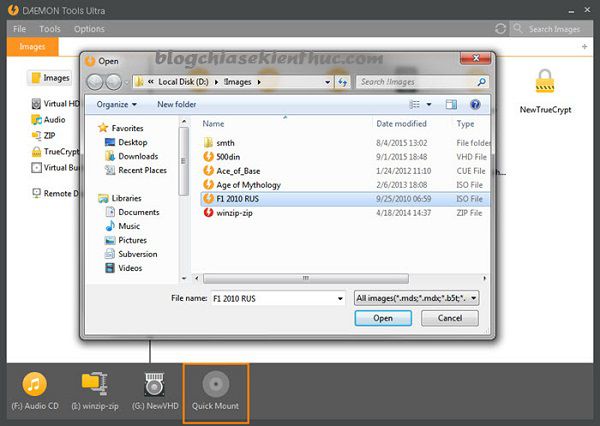 DAEMON Tools Ultra
File Tools Options Search Images
Images +
blogchiasekienthuc.com
Open
Local Disk (D:) !Images Search !Images
Organize New folder
Images
Virtual HD
Audio
ZIP
TrueCrypt
Virtual Bur
Remote D
Favorites
Desktop
Downloads
Recent Places
Libraries
Documents
Music
Pictures
Subversion
Videos
Name Date modified Type
smth 8/4/2015 13:02 File folder
500din 9/1/2015 18:48 VHD File
Ace_of_Base 1/24/2012 11:10 CUE File
Age of Mythology 2/6/2013 18:08 ISO File
F1 2010 RUS 9/25/2010 06:59 ISO File
winzip-zip 4/18/2014 14:37 ZIP File
File name: F1 2010 RUS All images(*.mds;*.mdx;*.b5t;*.
Open Cancel
NewTrueCrypt
(F:) Audio CD (E:) winzip-zip (G:) NewVHD Quick Mount